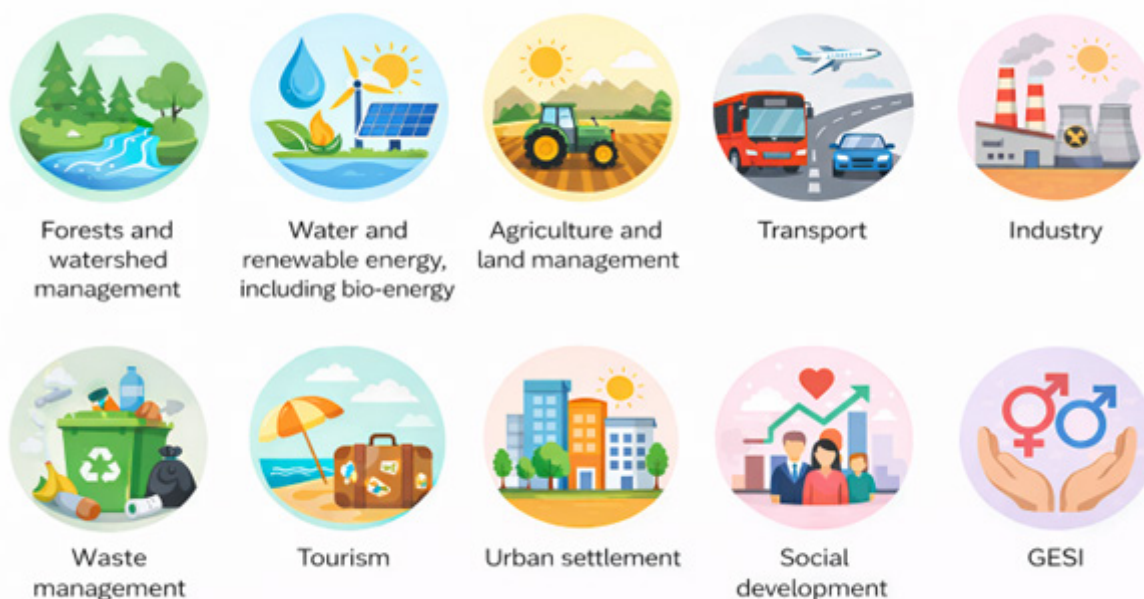 Forests and
watershed
management
Water and
renewable energy,
including bio-energy
Agriculture and
land management
Transport
Industry
Waste
management
Tourism
Urban settlement
Social
development
GESI